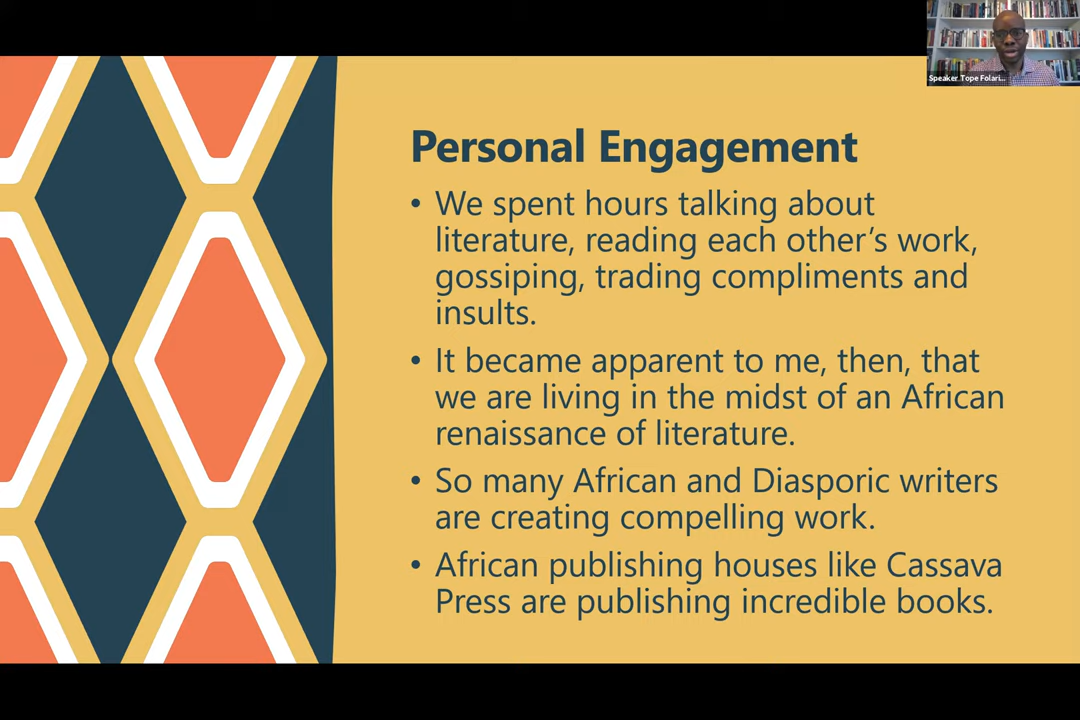 Speaker Tope Folari...
Personal Engagement
• We spent hours talking about
literature, reading each other’s work,
gossiping, trading compliments and
insults.
• It became apparent to me, then, that
we are living in the midst of an African
renaissance of literature.
• So many African and Diasporic writers
are creating compelling work.
• African publishing houses like Cassava
Press are publishing incredible books.